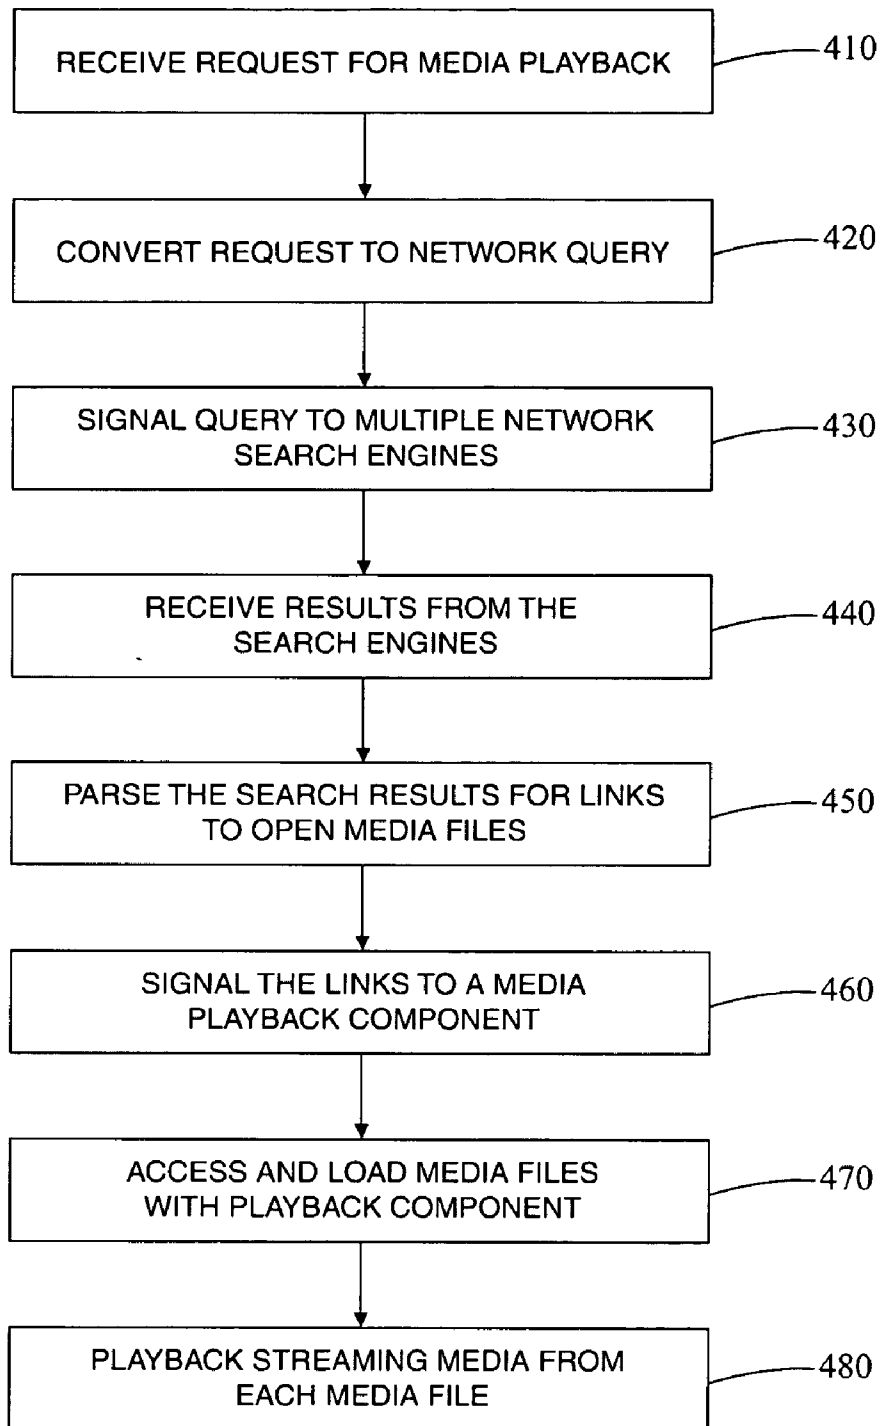 RECEIVE REQUEST FOR MEDIA PLAYBACK
410
CONVERT REQUEST TO NETWORK QUERY
420
SIGNAL QUERY TO MULTIPLE NETWORK
SEARCH ENGINES
430
RECEIVE RESULTS FROM THE
SEARCH ENGINES
440
PARSE THE SEARCH RESULTS FOR LINKS
TO OPEN MEDIA FILES
450
SIGNAL THE LINKS TO A MEDIA
PLAYBACK COMPONENT
460
ACCESS AND LOAD MEDIA FILES
WITH PLAYBACK COMPONENT
470
PLAYBACK STREAMING MEDIA FROM
EACH MEDIA FILE
480